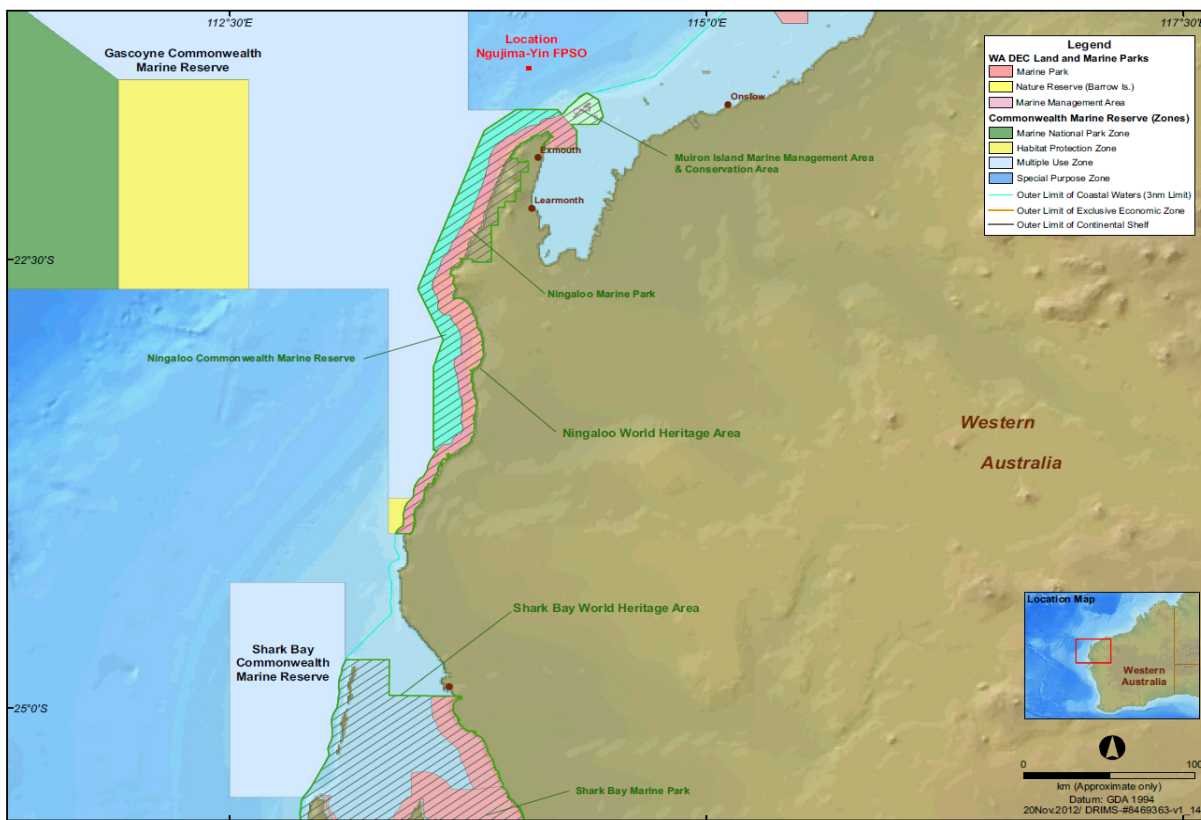 112°30'E
115°0'E
117°30'E
Gascoyne Commonwealth
Marine Reserve
Location
Ngujima-Yin FPSO
Legend
WA DEC Land and Marine Parks
Marine Park
Nature Reserve (Barrow Is.)
Marine Management Area
Commonwealth Marine Reserve (Zones)
Marine National Park Zone
Habitat Protection Zone
Multiple Use Zone
Special Purpose Zone
Outer Limit of Coastal Waters (3nm Limit)
Outer Limit of Exclusive Economic Zone
Outer Limit of Continental Shelf
Onslow
Exmouth
Muiron Island Marine Management Area
& Conservation Area
Learmonth
22°30'S
Ningaloo Marine Park
Ningaloo Commonwealth Marine Reserve
Ningaloo World Heritage Area
Western
Australia
Shark Bay World Heritage Area
Shark Bay
Commonwealth
Marine Reserve
25°0'S
Shark Bay Marine Park
Location Map
Western
Australia
0
100
km (Approximate only)
Datum: GDA 1994
20Nov.2012/ DRIMS-#8469363-v1_14